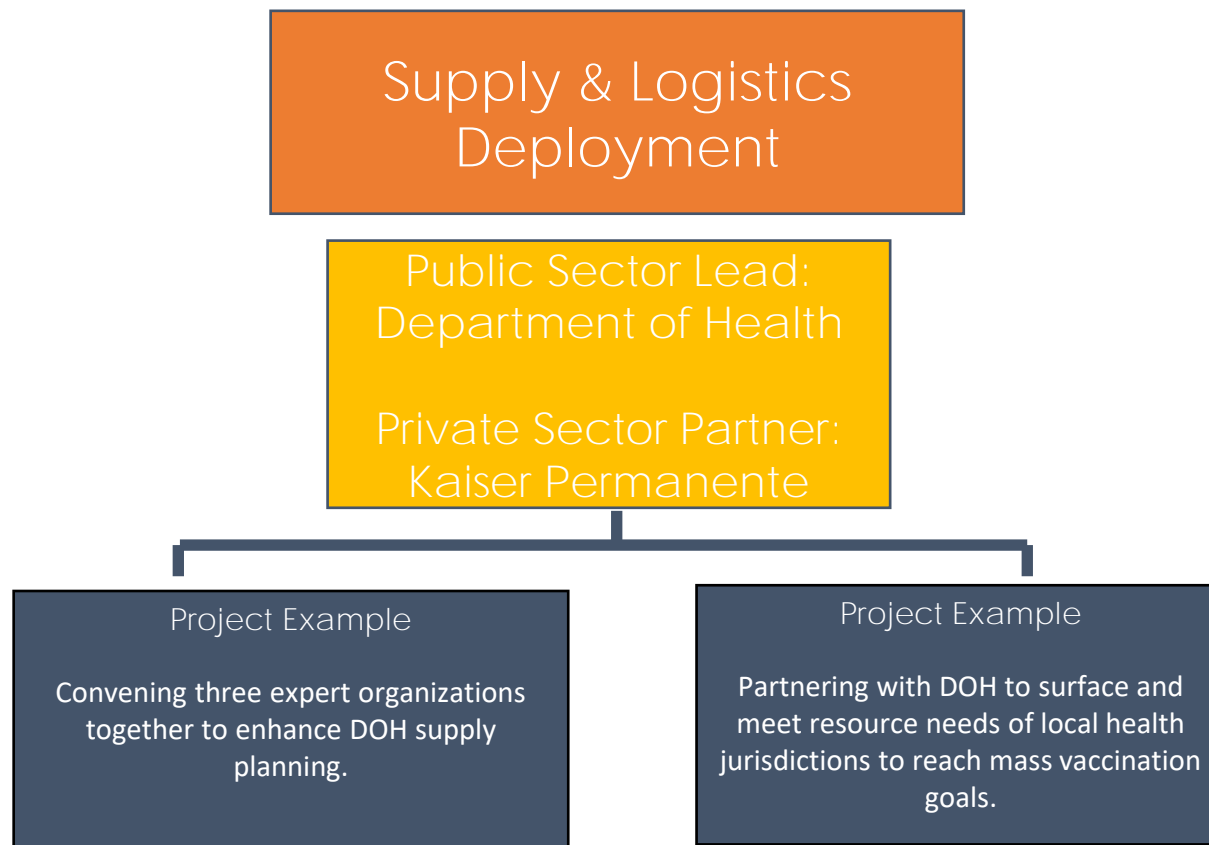 Supply & Logistics
Deployment
Public Sector Lead:
Department of Health
Private Sector Partner:
Kaiser Permanente
Project Example
Convening three expert organizations
together to enhance DOH supply
planning.
Project Example
Partnering with DOH to surface and
meet resource needs of local health
jurisdictions to reach mass vaccination
goals.